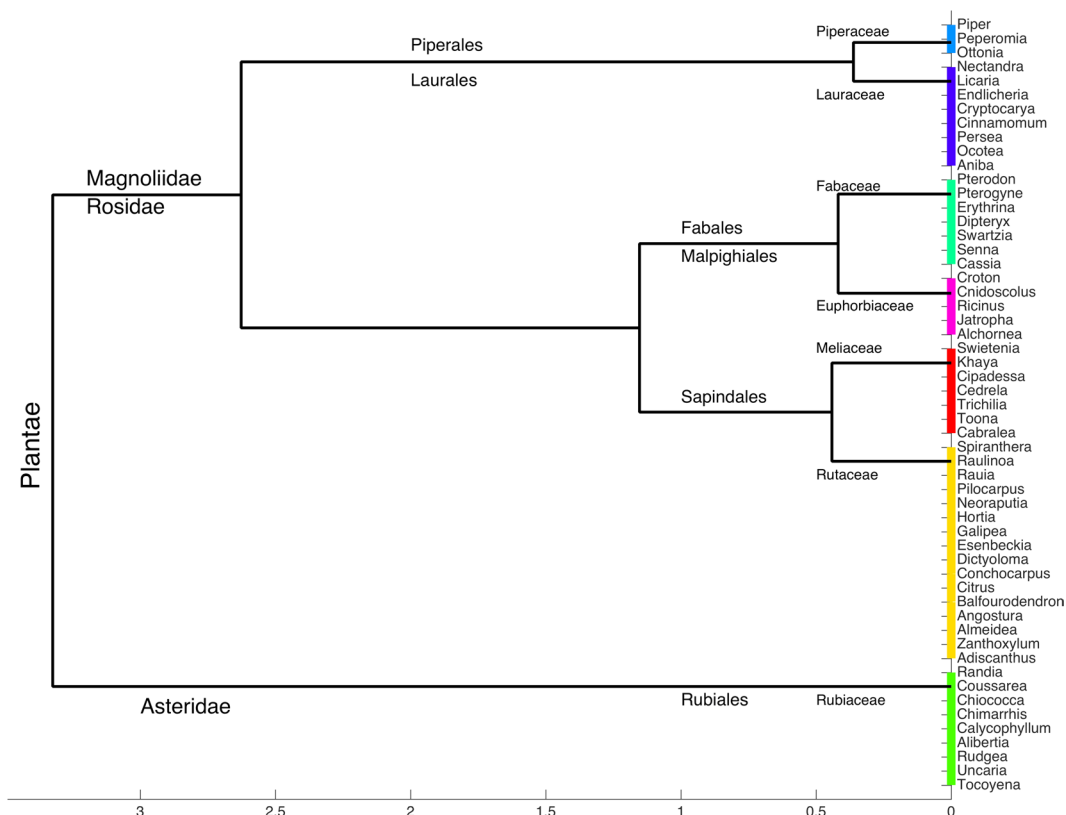 Plantae
Magnoliidae
Rosidae
Asteridae
Piperales
Laurales
Fabales
Malpighiales
Sapindales
Rubiales
Piperaceae
Lauraceae
Fabaceae
Euphorbiaceae
Meliaceae
Rutaceae
Rubiaceae
Piper
Peperomia
Ottonia
Nectandra
Licaria
Endlicheria
Cryptocarya
Cinnamomum
Persea
Ocotea
Aniba
Pterodon
Pterogyne
Erythrina
Dipteryx
Swartzia
Senna
Cassia
Croton
Cnidoscolus
Ricinus
Jatropha
Alchornea
Swietenia
Khaya
Cipadessa
Cedrela
Trichilia
Toona
Cabralea
Spiranthera
Raulinoa
Rauia
Pilocarpus
Neoraputia
Hortia
Galipea
Esenbeckia
Dictyoloma
Conchocarpus
Citrus
Balfourodendron
Angostura
Almeidea
Zanthoxylum
Adiscanthus
Randia
Coussarea
Chiococca
Chimarrhis
Calycophyllum
Alibertia
Rudgea
Uncaria
Tocoyena
3 2.5 2 1.5 1 0.5 0